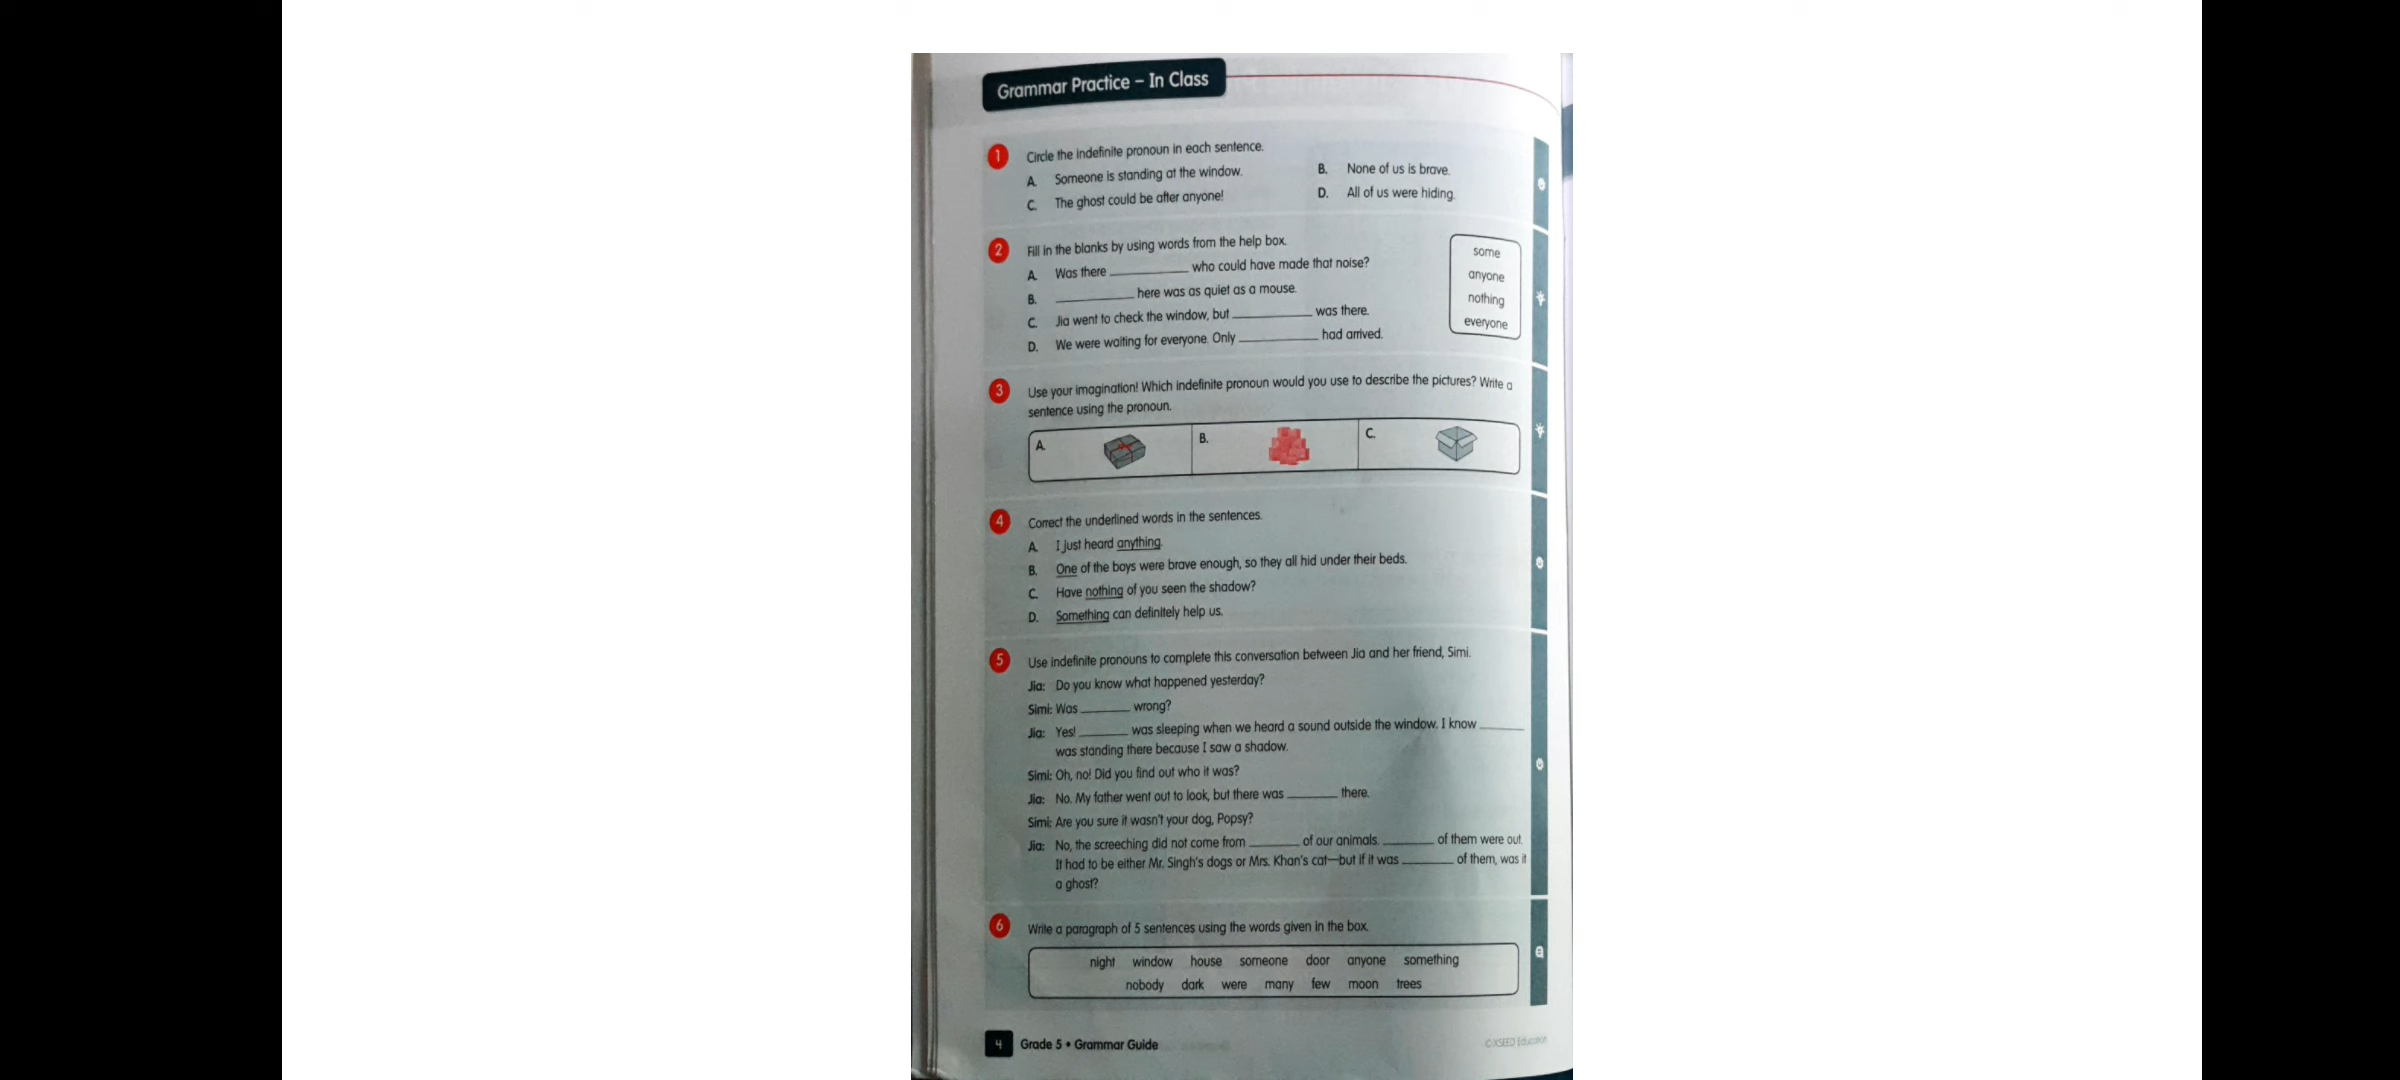 Grammar Practice – In Class
1 Circle the indefinite pronoun in each sentence.
A. Someone is standing at the window. B. None of us is brave.
C. The ghost could be after anyone! D. All of us were hiding.
2 Fill in the blanks by using words from the help box.
A. Was there __________ who could have made that noise?
B. __________ here was as quiet as a mouse.
C. Jia went to check the window, but __________ was there.
D. We were waiting for everyone. Only __________ had arrived.
some
anyone
nothing
everyone
3 Use your imagination! Which indefinite pronoun would you use to describe the pictures? Write a
sentence using the pronoun.
A. B. C.
4 Correct the underlined words in the sentences.
A. I just heard anything.
B. One of the boys were brave enough, so they all hid under their beds.
C. Have nothing of you seen the shadow?
D. Something can definitely help us.
5 Use indefinite pronouns to complete this conversation between Jia and her friend, Simi.
Jia: Do you know what happened yesterday?
Simi: Was _______ wrong?
Jia: Yes! _______ was sleeping when we heard a sound outside the window. I know _______
was standing there because I saw a shadow.
Simi: Oh, no! Did you find out who it was?
Jia: No. My father went out to look, but there was _______ there.
Simi: Are you sure it wasn't your dog, Popsy?
Jia: No, the screeching did not come from _______ of our animals. _______ of them were out.
It had to be either Mr. Singh's dogs or Mrs. Khan's cat—but if it was _______ of them, was it
a ghost?
6 Write a paragraph of 5 sentences using the words given in the box.
night window house someone door anyone something
nobody dark were many few moon trees
4 Grade 5 • Grammar Guide
© XSEED Education